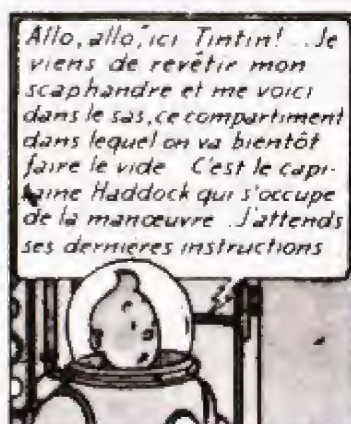 Allo, allo, ici Tintin! .. Je
viens de revêtir mon
scaphandre et me voici
dans le sas, ce compartiment
dans lequel on va bientôt
faire le vide. C'est le capi-
taine Haddock qui s'occupe
de la manœuvre. J'attends
ses dernières instructions